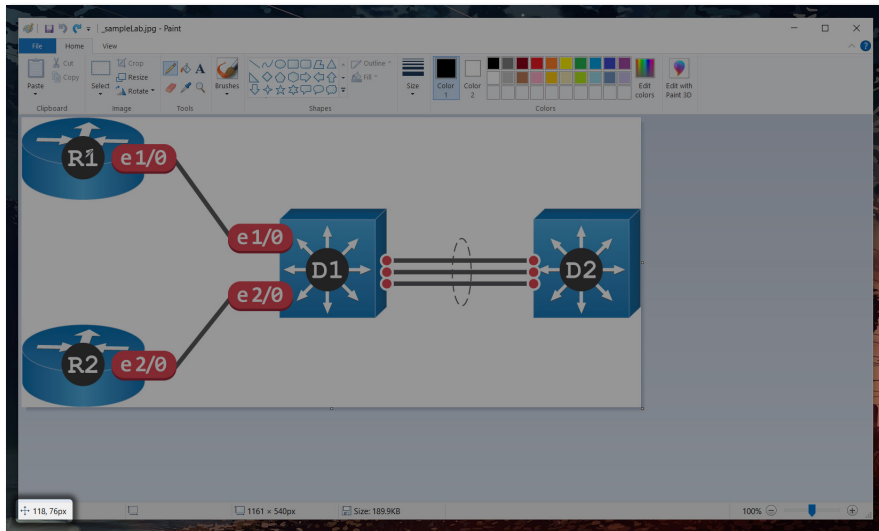 _sampleLab.jpg - Paint
File Home View
Paste
Cut
Copy
Clipboard
Select
Crop
Resize
Rotate
Image
A
Tools
Brushes
Outline
Fill
Shapes
Size
Color 1
Color 2
Edit colors
Edit with Paint 3D
Colors
R1 e1/0
e1/0
D1
D2
e2/0
R2 e2/0
118, 76px
1161 × 540px
Size: 189.9KB
100%